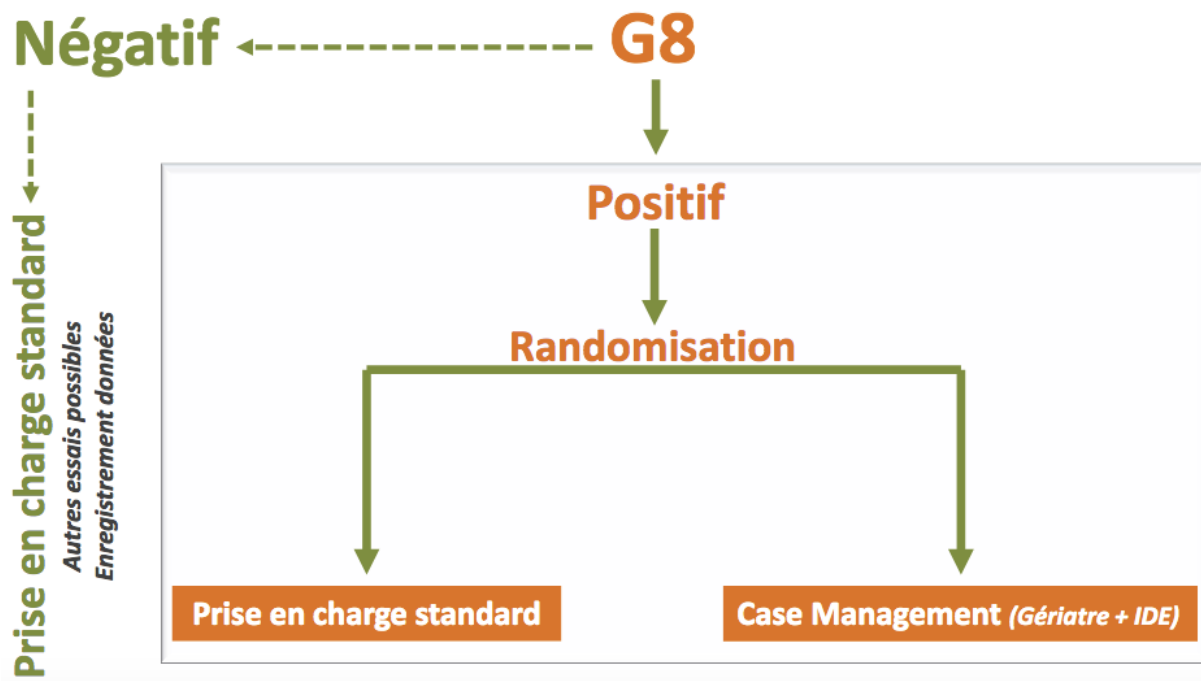 Négatif
G8
Positif
Randomisation
Prise en charge standard
Autres essais possibles
Enregistrement données
Prise en charge standard
Case Management (Gériatre + IDE)